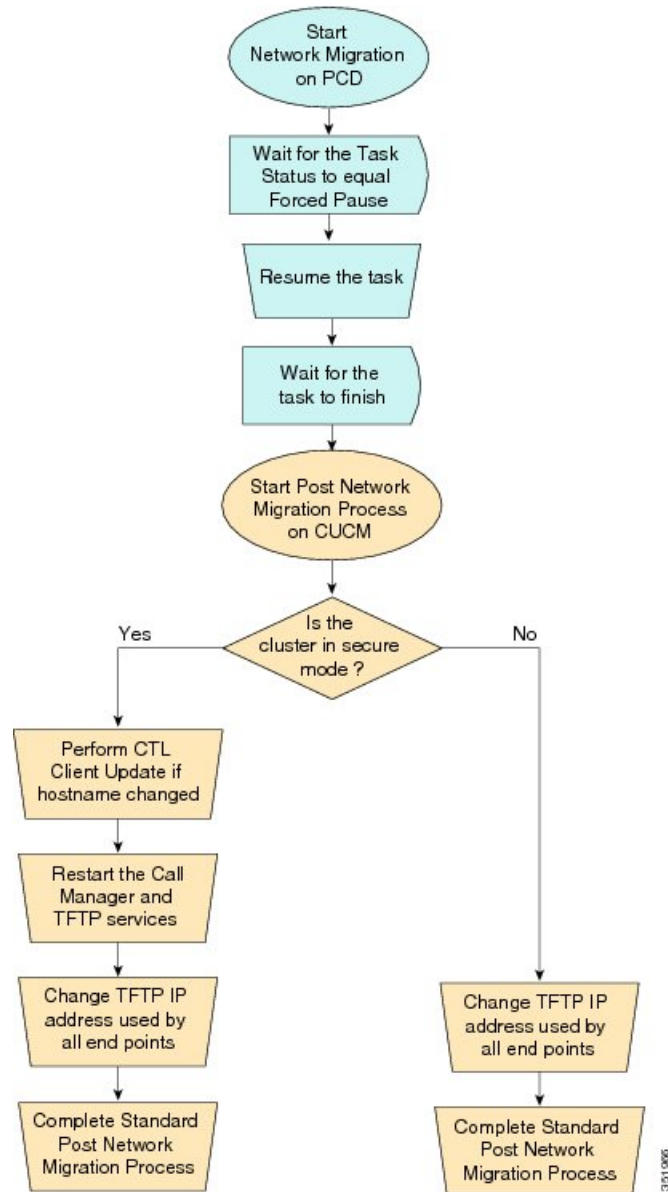 Start
Network Migration
on PCD
Wait for the Task
Status to equal
Forced Pause
Resume the task
Wait for the
task to finish
Start Post Network
Migration Process
on CUCM
Is the
cluster in secure
mode ?
Yes
No
Perform CTL
Client Update if
hostname changed
Restart the Call
Manager and
TFTP services
Change TFTP IP
address used by
all end points
Complete Standard
Post Network
Migration Process
Change TFTP IP
address used by
all end points
Complete Standard
Post Network
Migration Process
351966